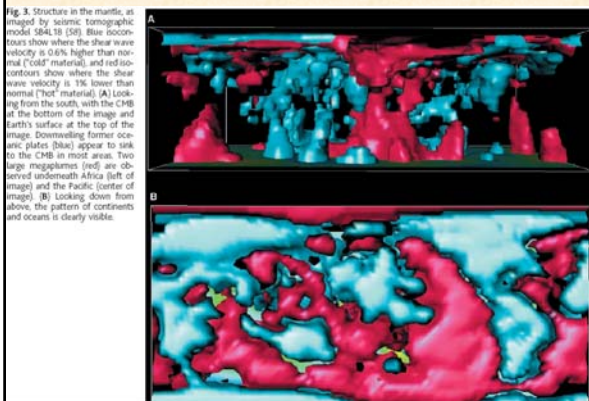 Fig. 3. Structure in the mantle, as
imaged by seismic tomographic
model SB4L18 (58). Blue isocon-
tours show where the shear wave
velocity is 0.6% higher than nor-
mal ("cold" material), and red iso-
contours show where the shear
wave velocity is 1% lower than
normal ("hot" material). (A) Look-
ing from the south, with the CMB
at the bottom of the image and
Earth's surface at the top of the
image. Downwelling former oce-
anic plates (blue) appear to sink
to the CMB in most areas. Two
large megaplumes (red) are ob-
served underneath Africa (left of
image) and the Pacific (center of
image). (B) Looking down from
above, the pattern of continents
and oceans is clearly visible.
A
B